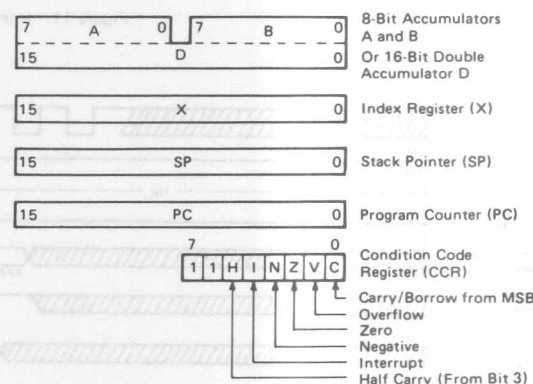 7 A 0 7 B 0
8-Bit Accumulators
A and B
15 D 0
Or 16-Bit Double
Accumulator D
15 X 0
Index Register (X)
15 SP 0
Stack Pointer (SP)
15 PC 0
Program Counter (PC)
7 0
1 1 H I N Z V C
Condition Code
Register (CCR)
Carry/Borrow from MSB
Overflow
Zero
Negative
Interrupt
Half Carry (From Bit 3)